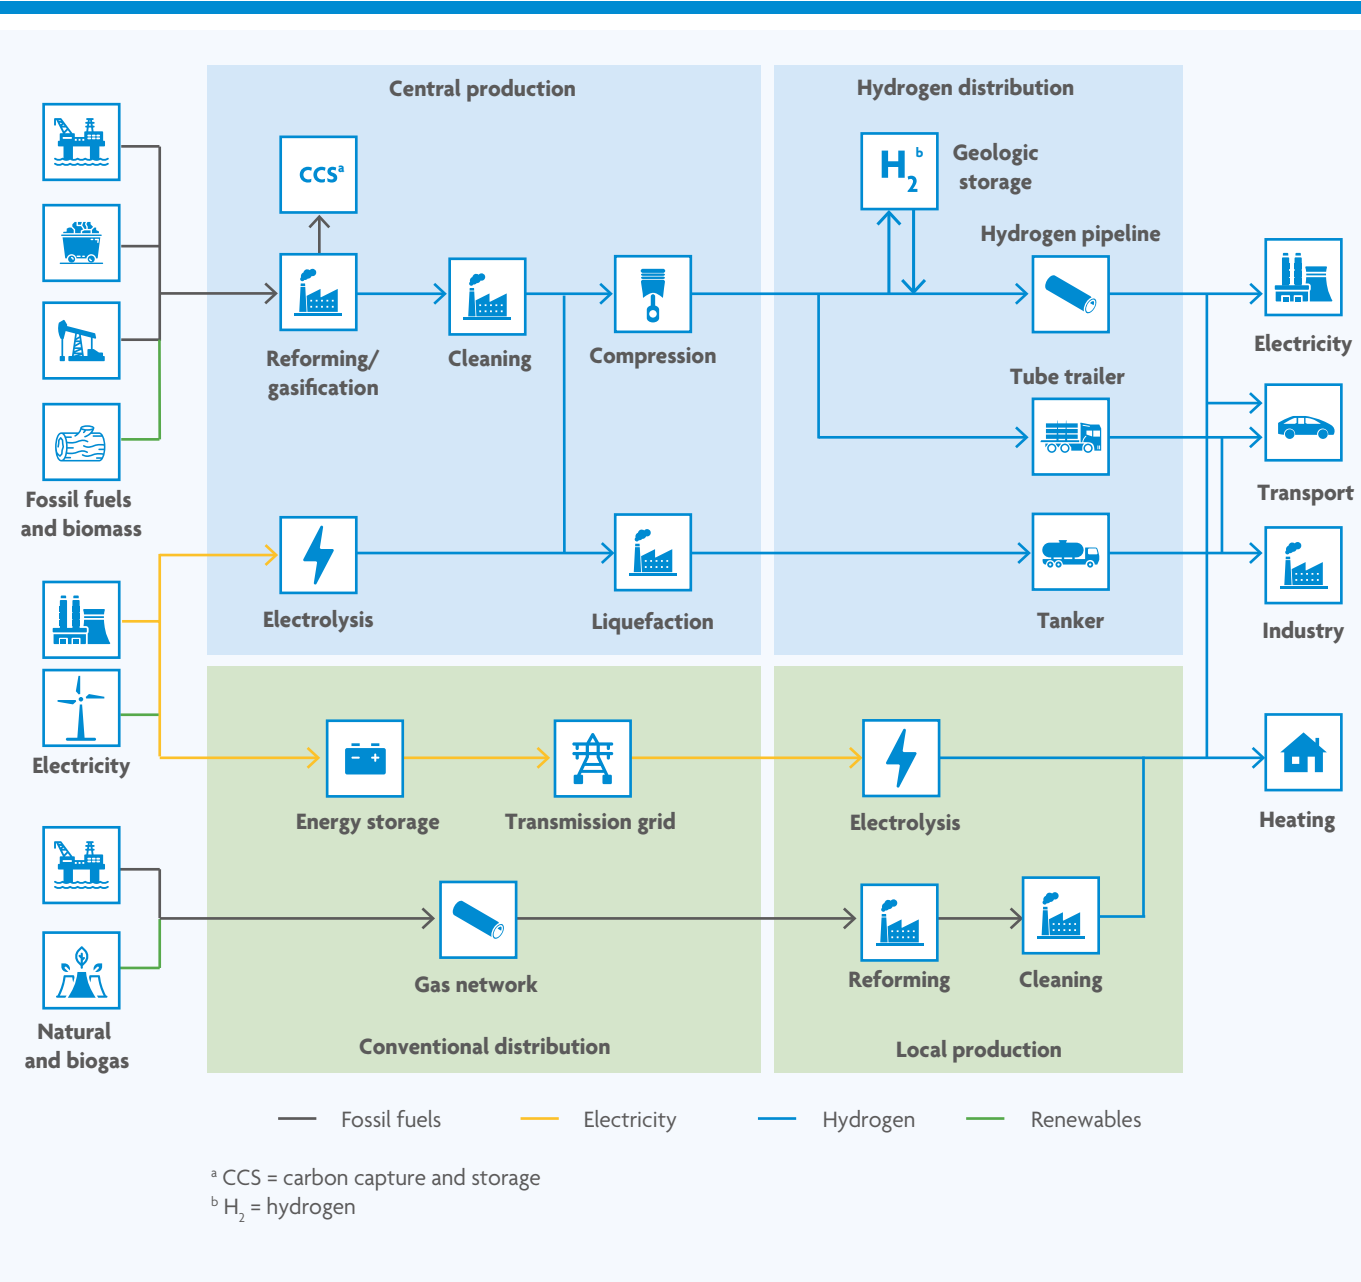 Central production
Hydrogen distribution
CCSᵃ
H₂ᵇ
Geologic
storage
Hydrogen pipeline
Reforming/
gasification
Cleaning
Compression
Electricity
Tube trailer
Fossil fuels
and biomass
Transport
Electrolysis
Liquefaction
Tanker
Industry
Electricity
Energy storage
Transmission grid
Electrolysis
Heating
Gas network
Reforming
Cleaning
Natural
and biogas
Conventional distribution
Local production
Fossil fuels
Electricity
Hydrogen
Renewables
ᵃ CCS = carbon capture and storage
ᵇ H₂ = hydrogen